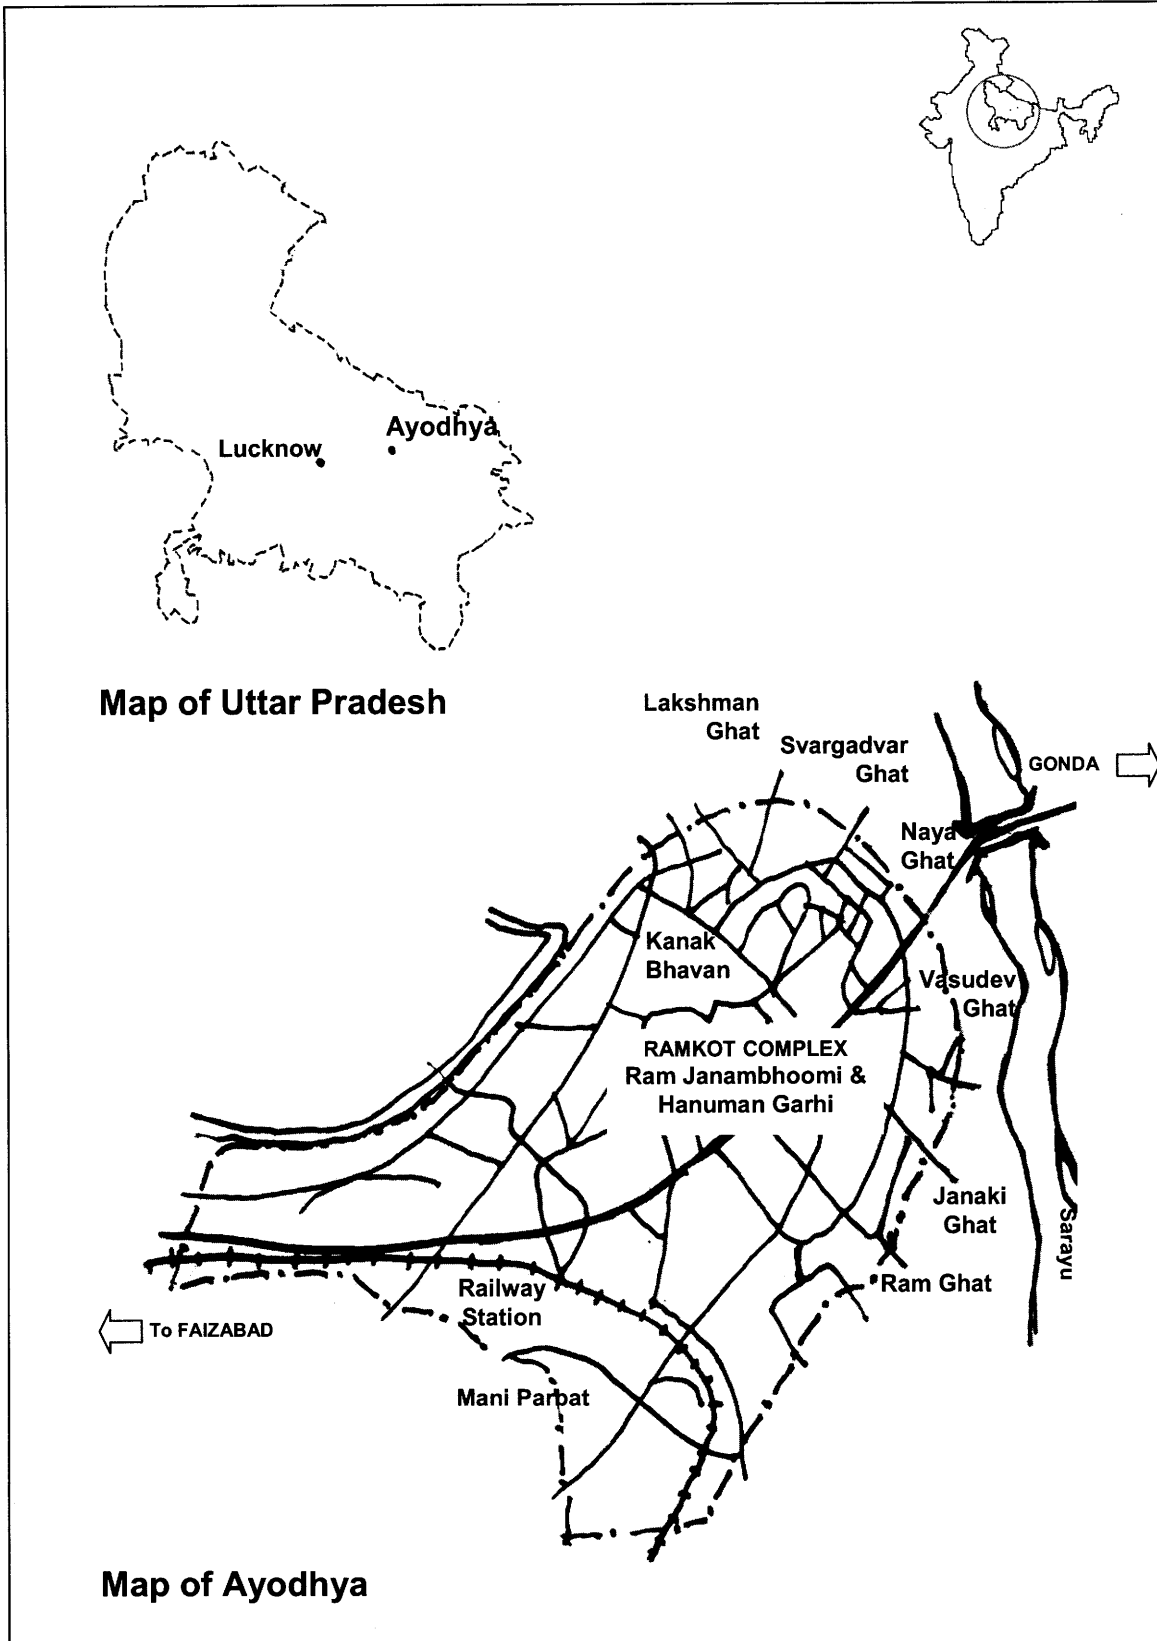 Ayodhya
Lucknow
Map of Uttar Pradesh
Lakshman
Ghat
Svargadvar
Ghat
GONDA
Naya
Ghat
Kanak
Bhavan
Vasudev
Ghat
RAMKOT COMPLEX
Ram Janambhoomi &
Hanuman Garhi
Janaki
Ghat
Sarayu
Ram Ghat
Railway
Station
To FAIZABAD
Mani Parbat
Map of Ayodhya